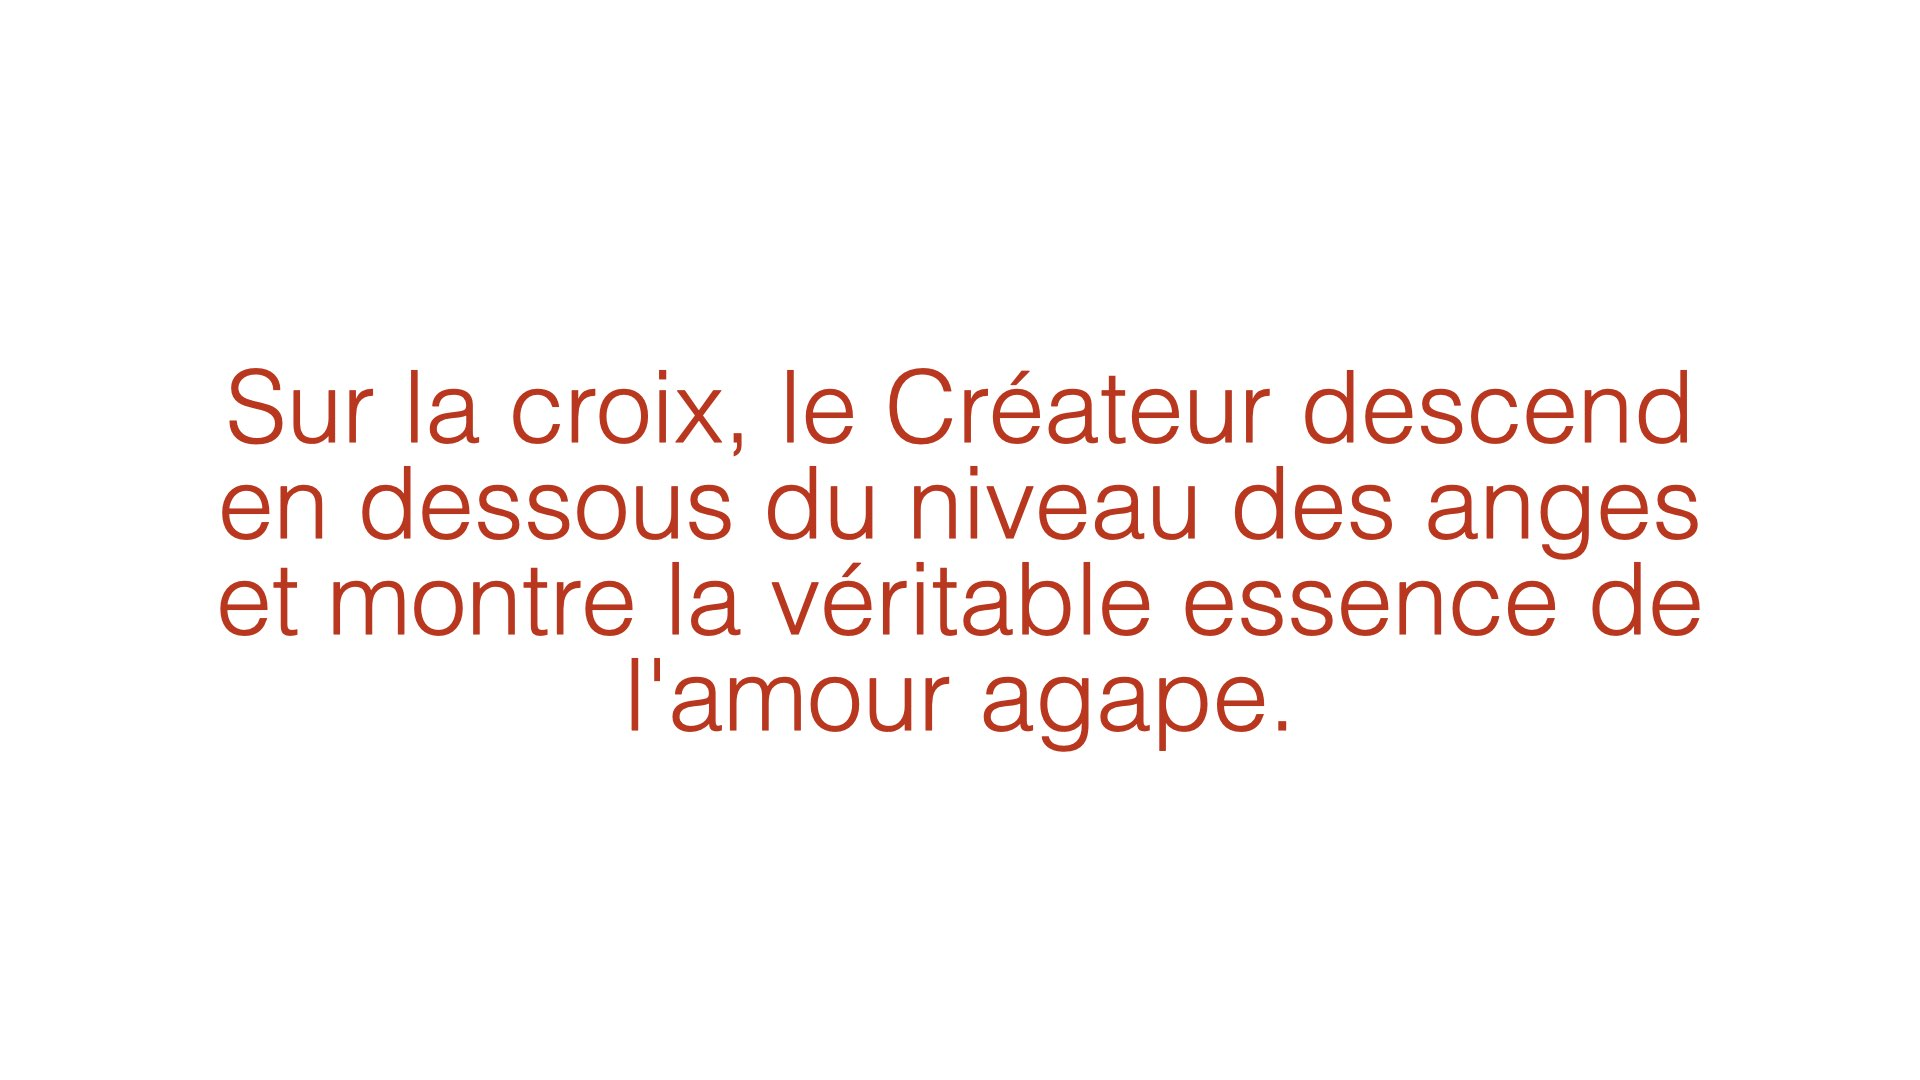 Sur la croix, le Créateur descend
en dessous du niveau des anges
et montre la véritable essence de
l'amour agape.